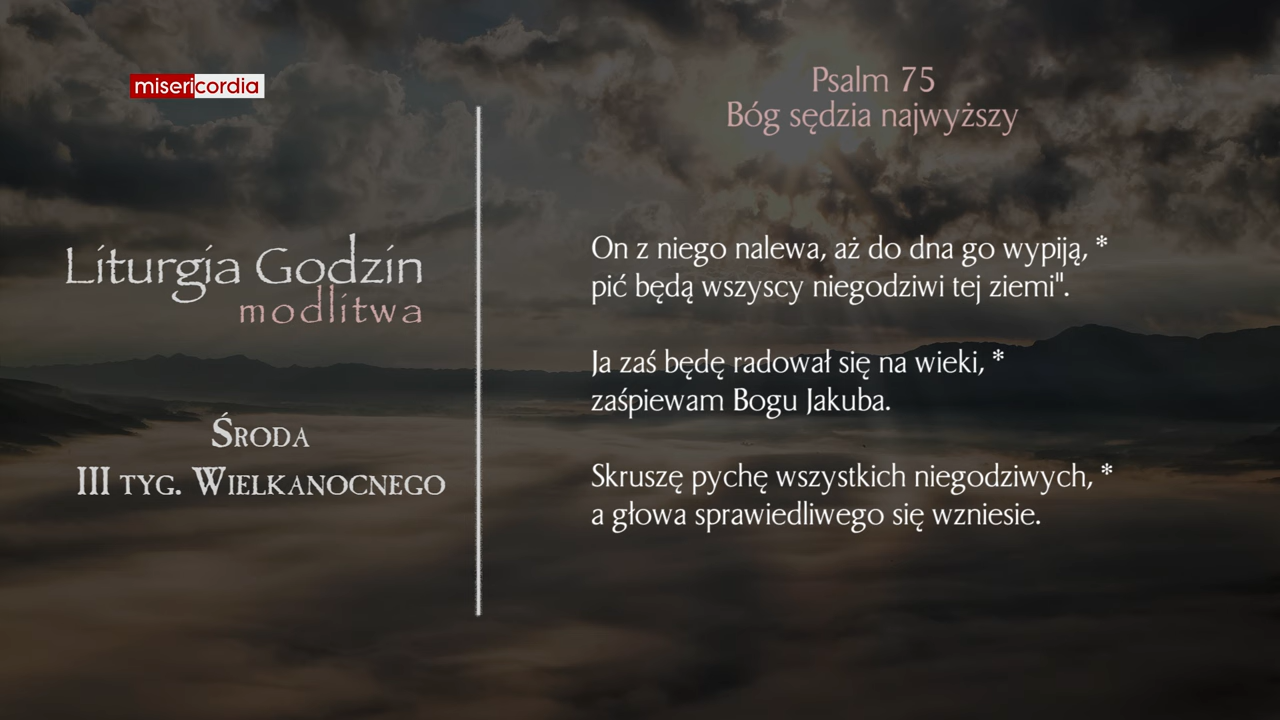 misericordia
Liturgia Godzin
modlitwa
Środa
III tyg. Wielkanocnego
Psalm 75
Bóg sędzia najwyższy
On z niego nalewa, aż do dna go wypiją, *
pić będą wszyscy niegodziwi tej ziemi".
Ja zaś będę radował się na wieki, *
zaśpiewam Bogu Jakuba.
Skruszę pychę wszystkich niegodziwych, *
a głowa sprawiedliwego się wzniesie.